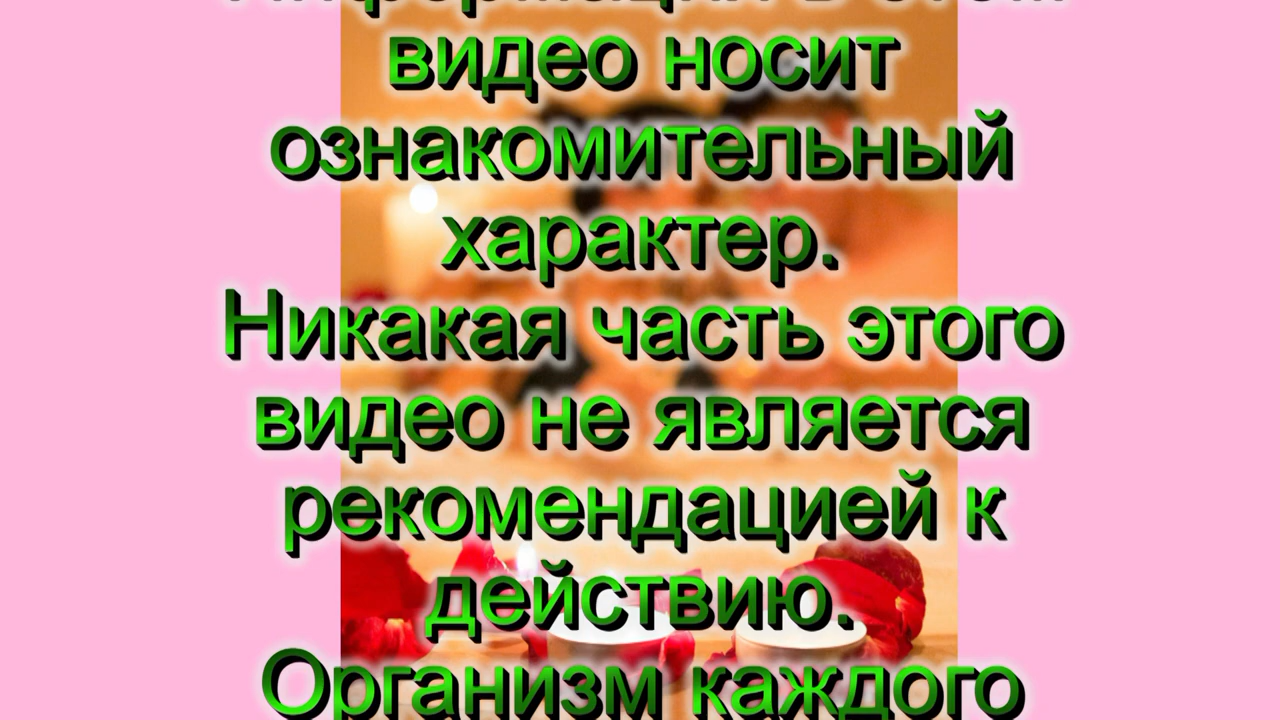 видео носит
ознакомительный
характер.
Никакая часть этого
видео не является
рекомендацией к
действию.
Организм каждого